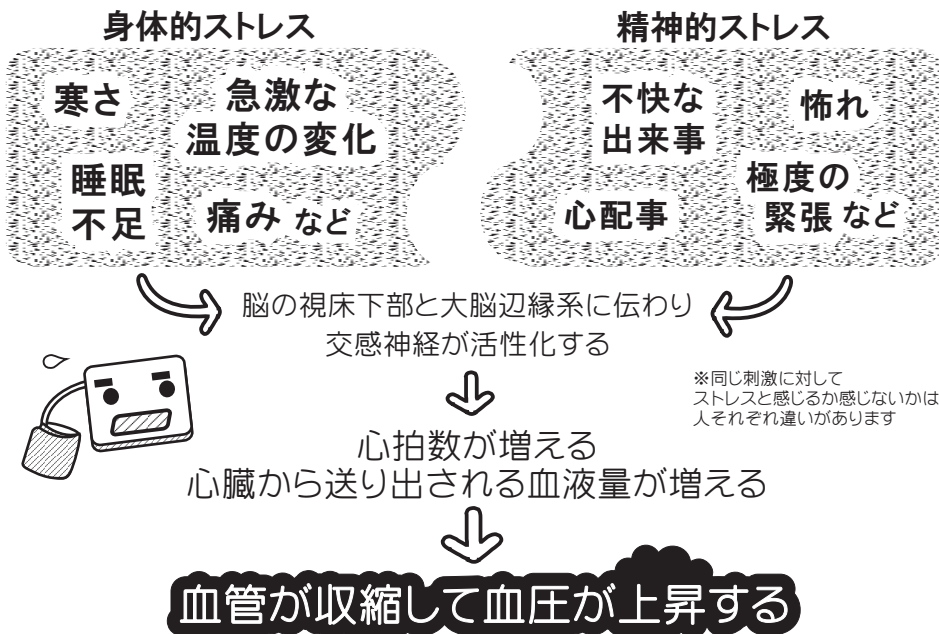 身体的ストレス
寒さ
急激な
温度の変化
睡眠
不足
痛み など
精神的ストレス
不快な
出来事
怖れ
心配事
極度の
緊張 など
脳の視床下部と大脳辺縁系に伝わり
交感神経が活性化する
※同じ刺激に対して
ストレスと感じるか感じないかは
人それぞれ違いがあります
心拍数が増える
心臓から送り出される血液量が増える
血管が収縮して血圧が上昇する